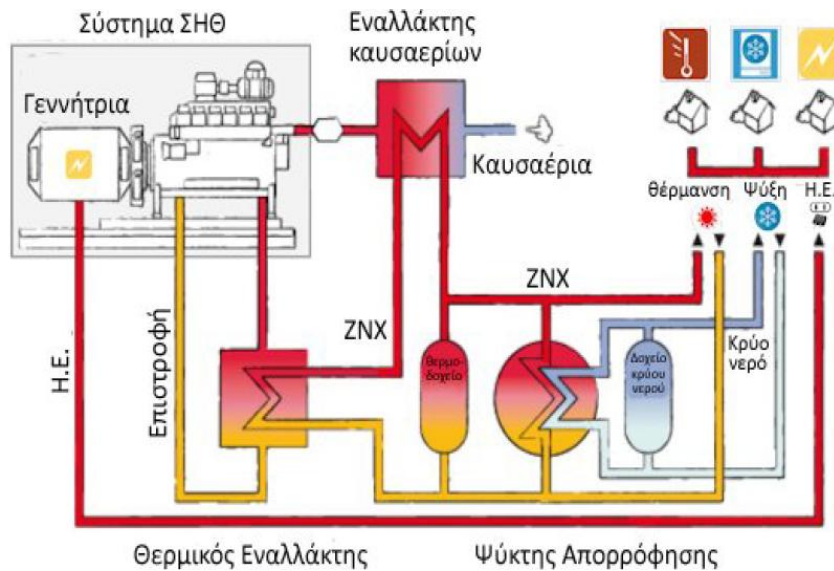 Σύστημα ΣΗΘ
Εναλλάκτης
καυσαερίων
Γεννήτρια
Καυσαέρια
θέρμανση
Ψύξη
Η.Ε.
ΖΝΧ
ΖΝΧ
Η.Ε.
Επιστροφή
θερμο-
δοχείο
Δοχείο
κρύου
νερού
Κρύο
νερό
Θερμικός Εναλλάκτης
Ψύκτης Απορρόφησης